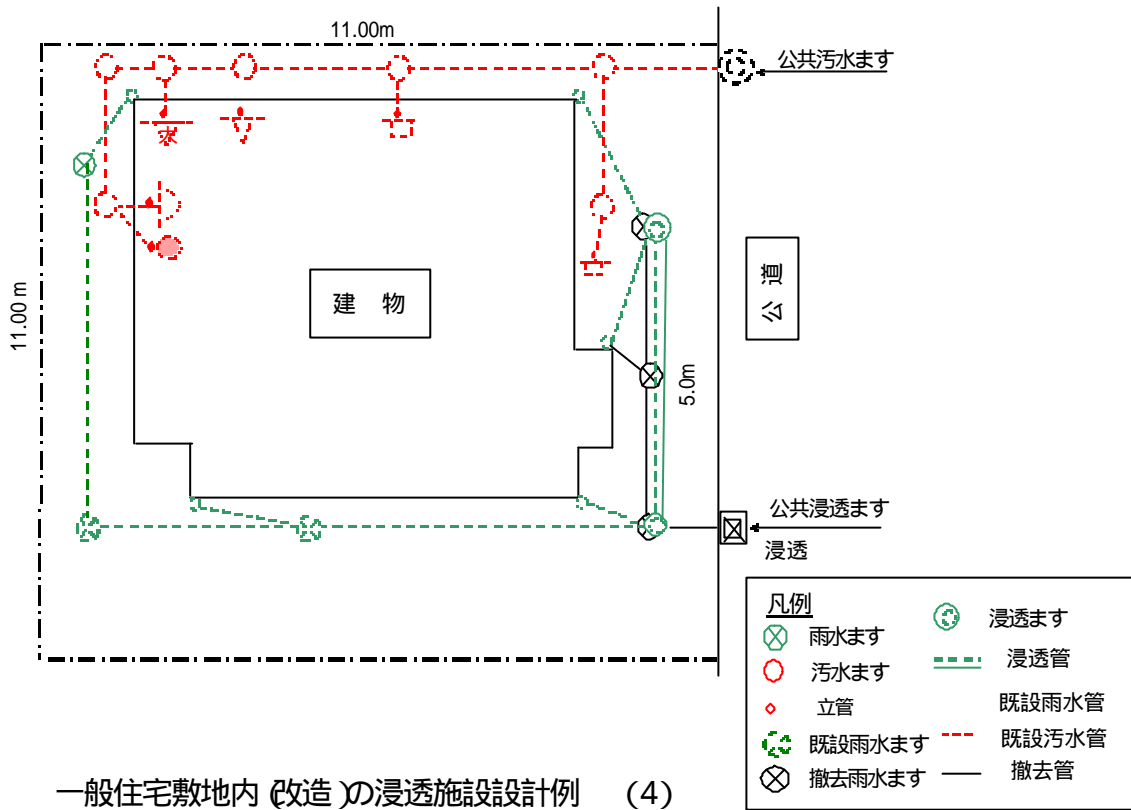 11.00m
公共汚水ます
11.00 m
建 物
公道
5.0m
公共浸透ます
浸透
凡例
雨水ます
浸透ます
汚水ます
浸透管
立管
既設雨水管
既設雨水ます
既設汚水管
撤去雨水ます
撤去管
一般住宅敷地内（改造）の浸透施設設計例 (4)